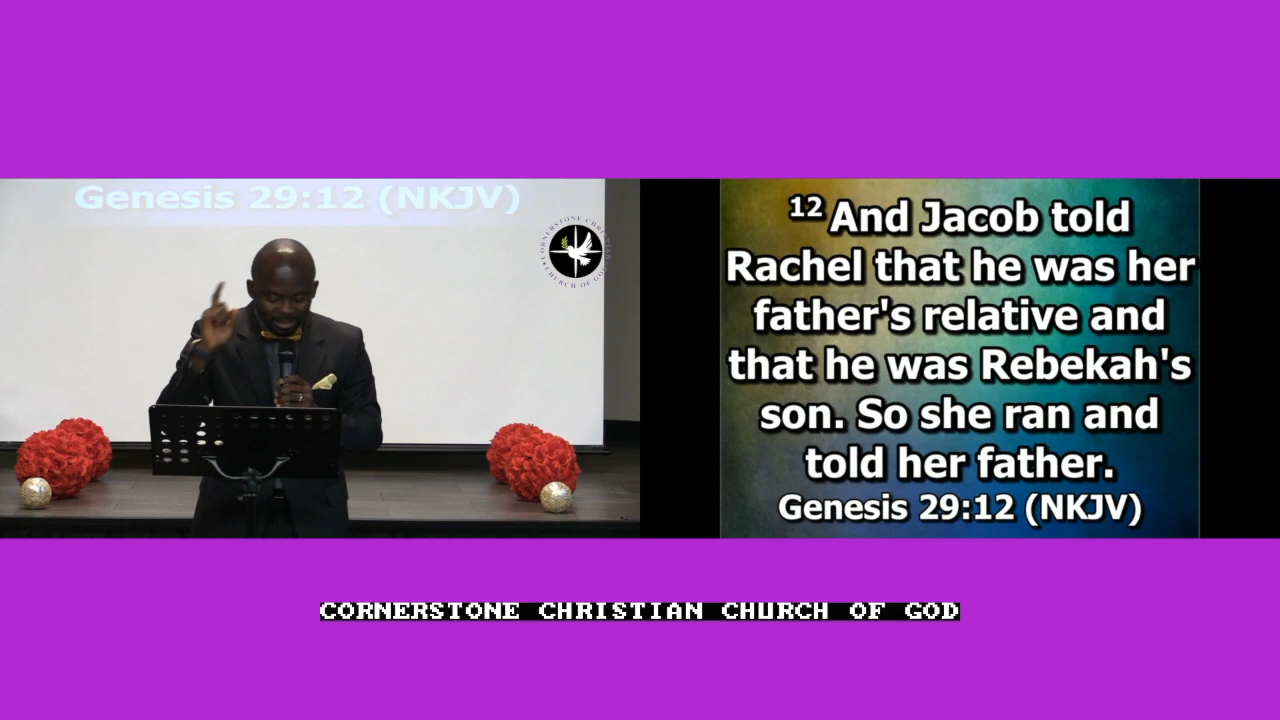 Genesis 29:12 (NKJV)
CORNERSTONE CHRISTIAN
CHURCH OF GOD
12 And Jacob told
Rachel that he was her
father's relative and
that he was Rebekah's
son. So she ran and
told her father.
Genesis 29:12 (NKJV)
CORNERSTONE CHRISTIAN CHURCH OF GOD